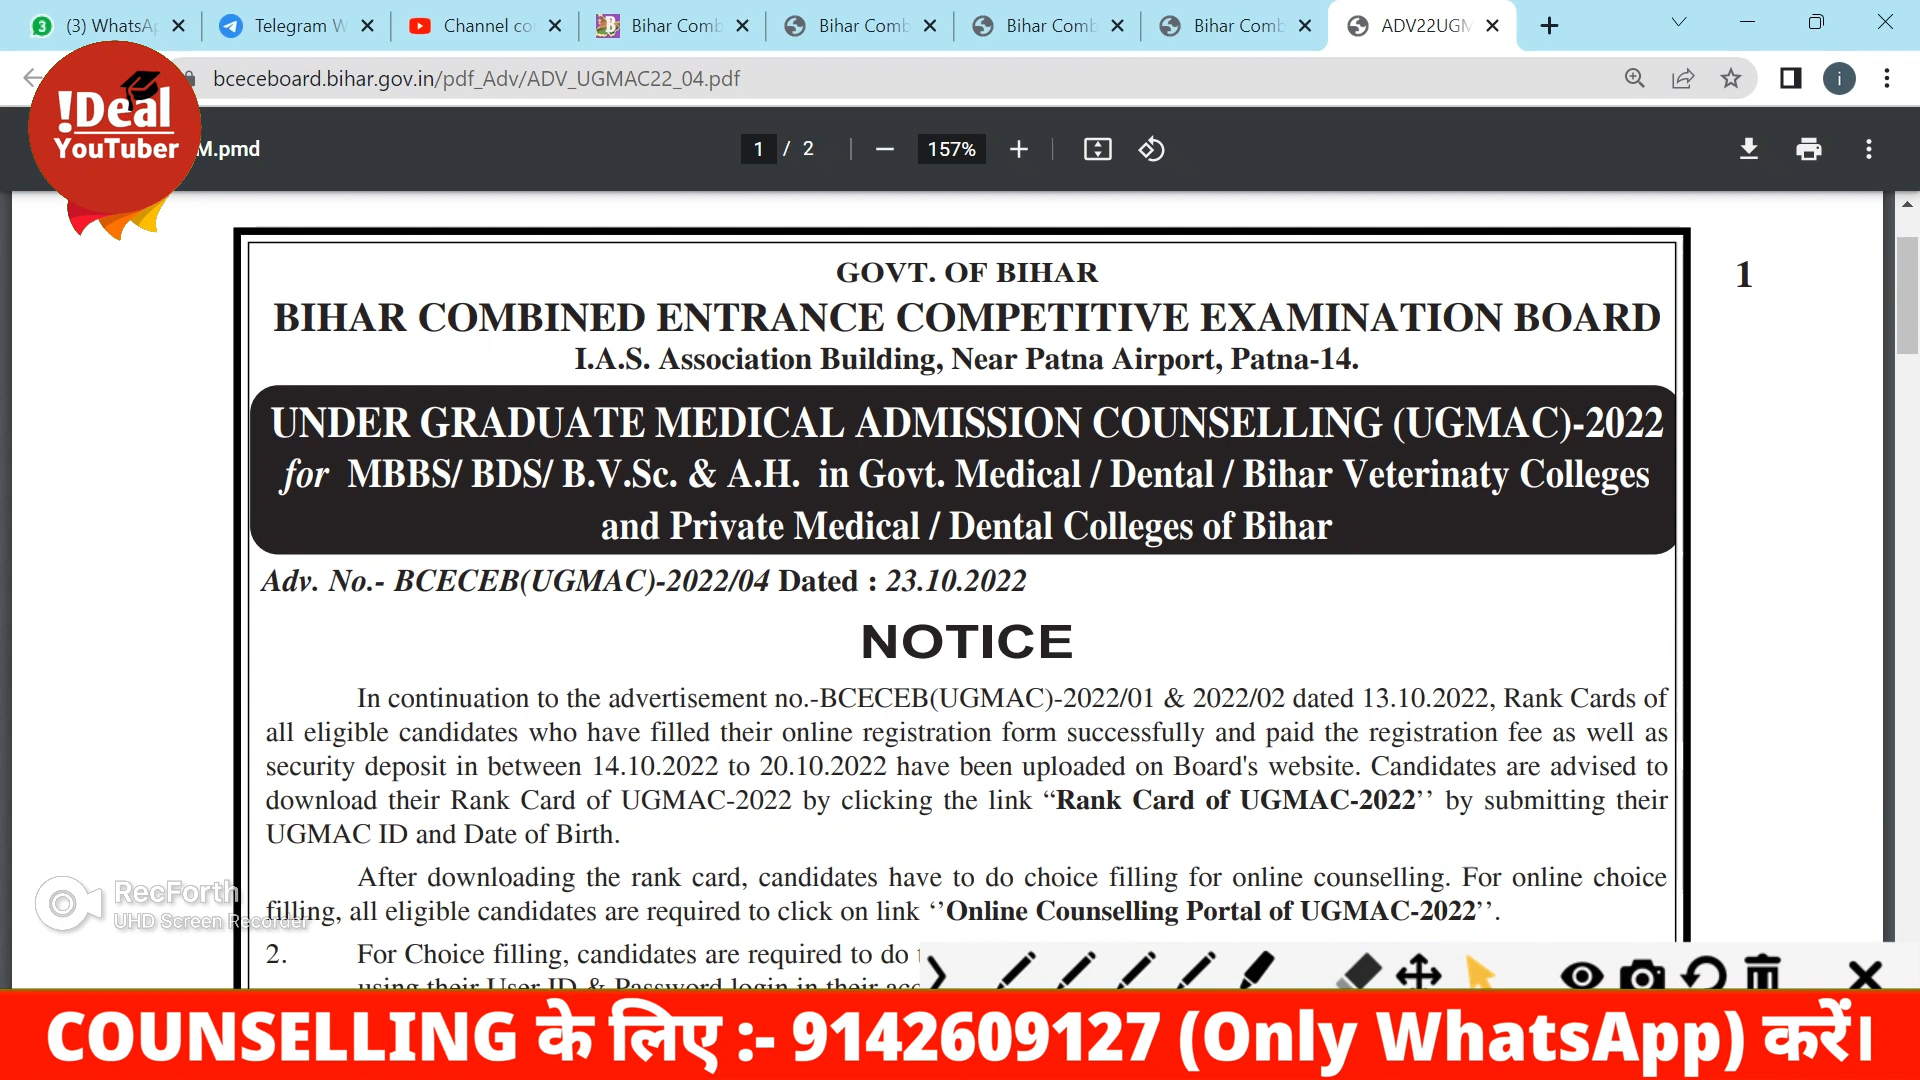 (3) WhatsAp
Telegram W
Channel co
Bihar Comb
Bihar Comb
Bihar Comb
Bihar Comb
ADV22UGM
bceceboard.bihar.gov.in/pdf_Adv/ADV_UGMAC22_04.pdf
i
!Deal
YouTuber
M.pmd
1 / 2
157%
1
GOVT. OF BIHAR
BIHAR COMBINED ENTRANCE COMPETITIVE EXAMINATION BOARD
I.A.S. Association Building, Near Patna Airport, Patna-14.
UNDER GRADUATE MEDICAL ADMISSION COUNSELLING (UGMAC)-2022
for MBBS/ BDS/ B.V.Sc. & A.H. in Govt. Medical / Dental / Bihar Veterinaty Colleges
and Private Medical / Dental Colleges of Bihar
Adv. No.- BCECEB(UGMAC)-2022/04 Dated : 23.10.2022
NOTICE
In continuation to the advertisement no.-BCECEB(UGMAC)-2022/01 & 2022/02 dated 13.10.2022, Rank Cards of
all eligible candidates who have filled their online registration form successfully and paid the registration fee as well as
security deposit in between 14.10.2022 to 20.10.2022 have been uploaded on Board's website. Candidates are advised to
download their Rank Card of UGMAC-2022 by clicking the link “Rank Card of UGMAC-2022’’ by submitting their
UGMAC ID and Date of Birth.
After downloading the rank card, candidates have to do choice filling for online counselling. For online choice
filling, all eligible candidates are required to click on link ‘‘Online Counselling Portal of UGMAC-2022’’.
2. For Choice filling, candidates are required to do
using their User ID & Password login in their acc
RecForth
UHD Screen Recorder
COUNSELLING के लिए :- 9142609127 (Only WhatsApp) करें।